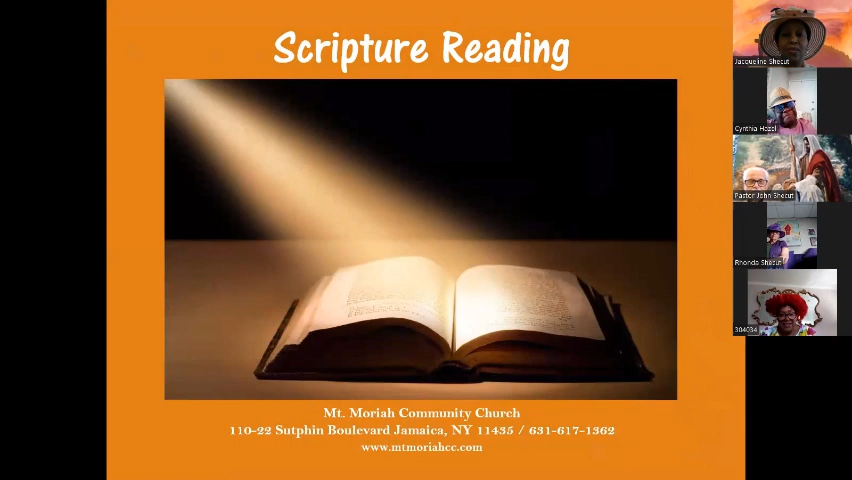 Scripture Reading
Mt. Moriah Community Church
110-22 Sutphin Boulevard Jamaica, NY 11435 / 631-617-1362
www.mtmoriahcc.com
Jacqueline Shecut
Cynthia Hazel
Pastor John Shecut
Rhonda Shecut
304034